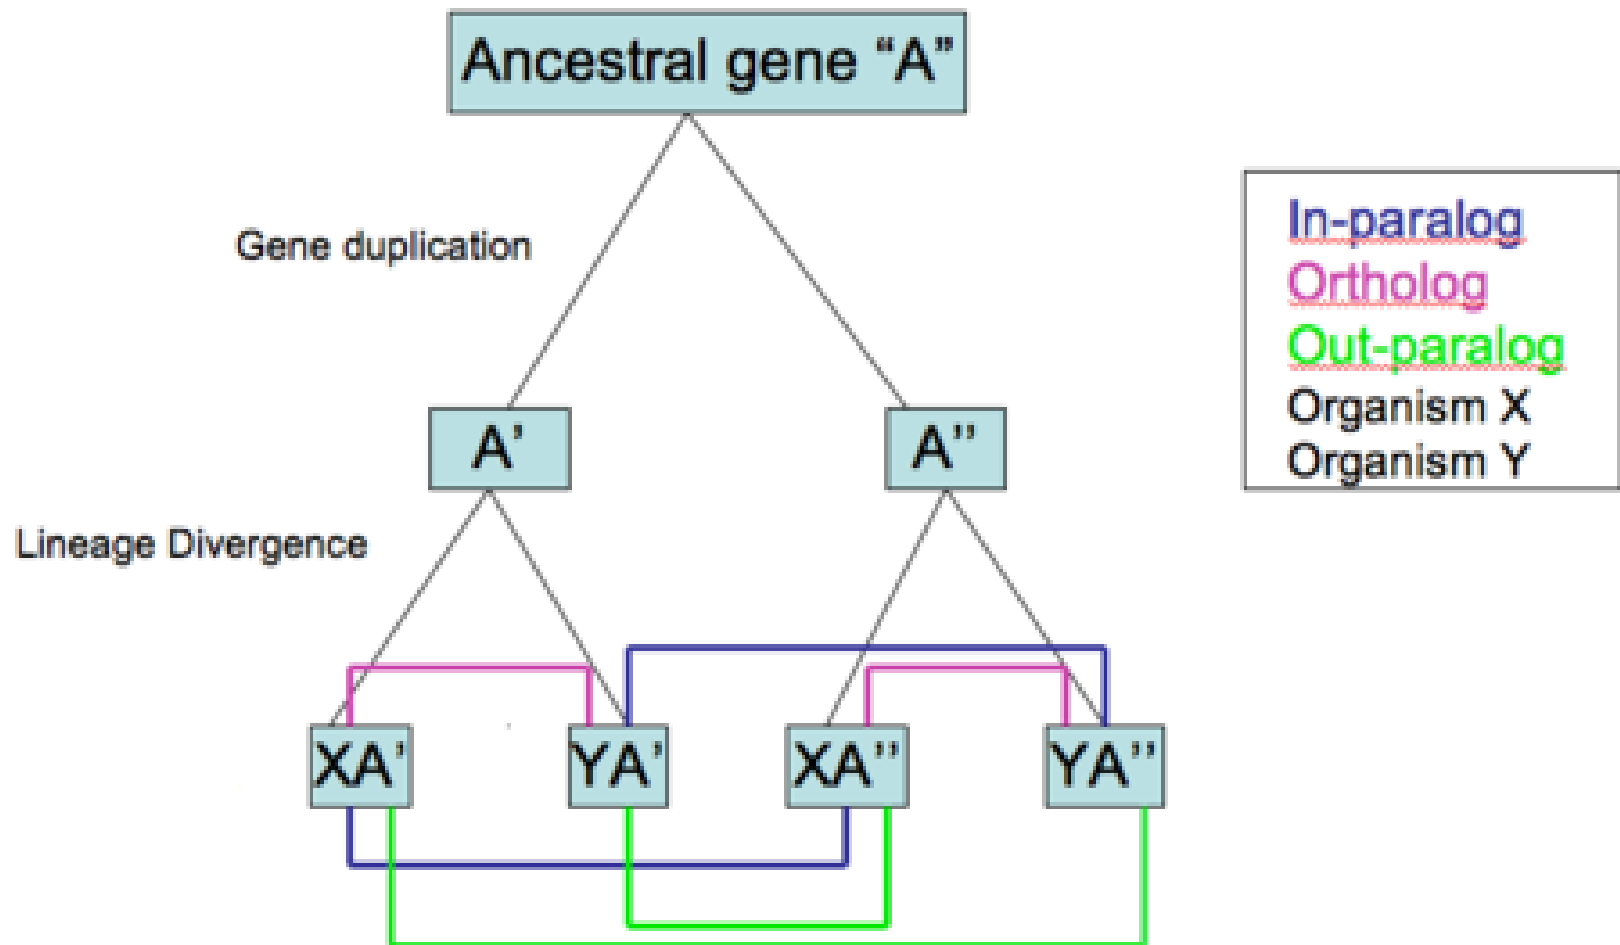 Ancestral gene “A”
Gene duplication
A’
A’’
Lineage Divergence
XA’
YA’
XA’’
YA’’
In-paralog
Ortholog
Out-paralog
Organism X
Organism Y